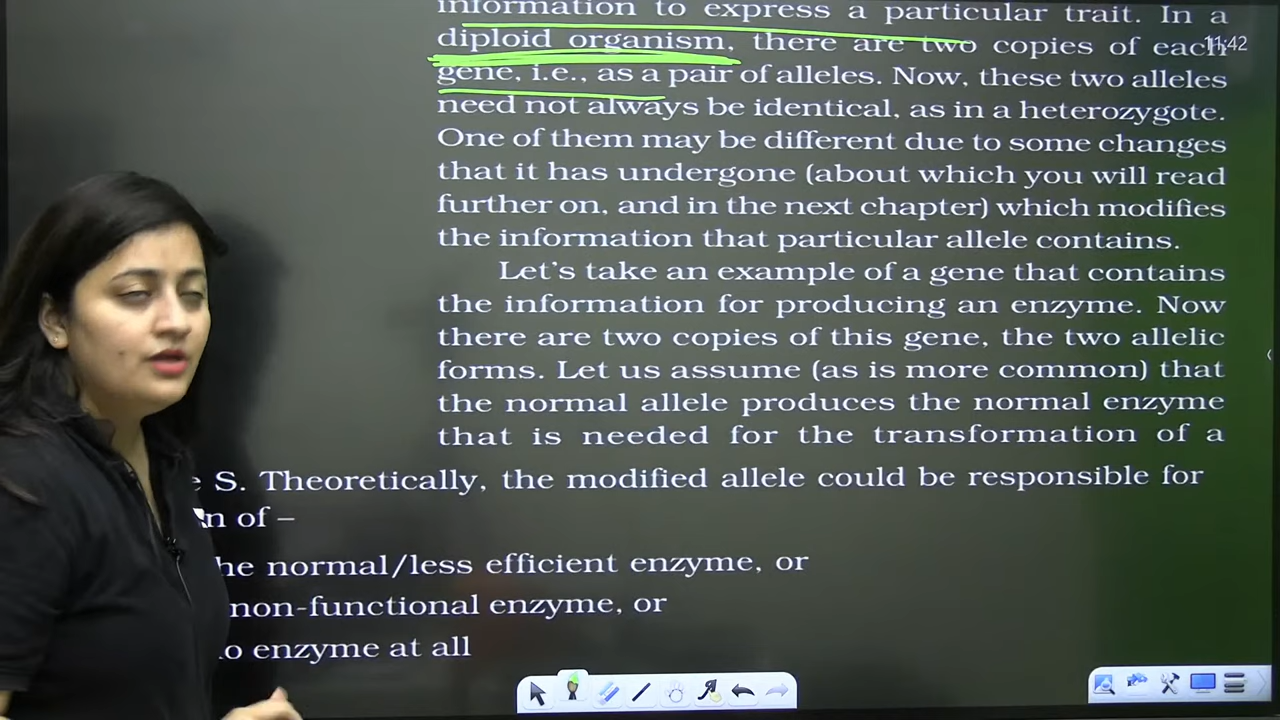 information to express a particular trait. In a
diploid organism, there are two copies of each
11:42
gene, i.e., as a pair of alleles. Now, these two alleles
need not always be identical, as in a heterozygote.
One of them may be different due to some changes
that it has undergone (about which you will read
further on, and in the next chapter) which modifies
the information that particular allele contains.
Let's take an example of a gene that contains
the information for producing an enzyme. Now
there are two copies of this gene, the two allelic
forms. Let us assume (as is more common) that
the normal allele produces the normal enzyme
that is needed for the transformation of a
S. Theoretically, the modified allele could be responsible for
of –
normal/less efficient enzyme, or
non-functional enzyme, or
enzyme at all